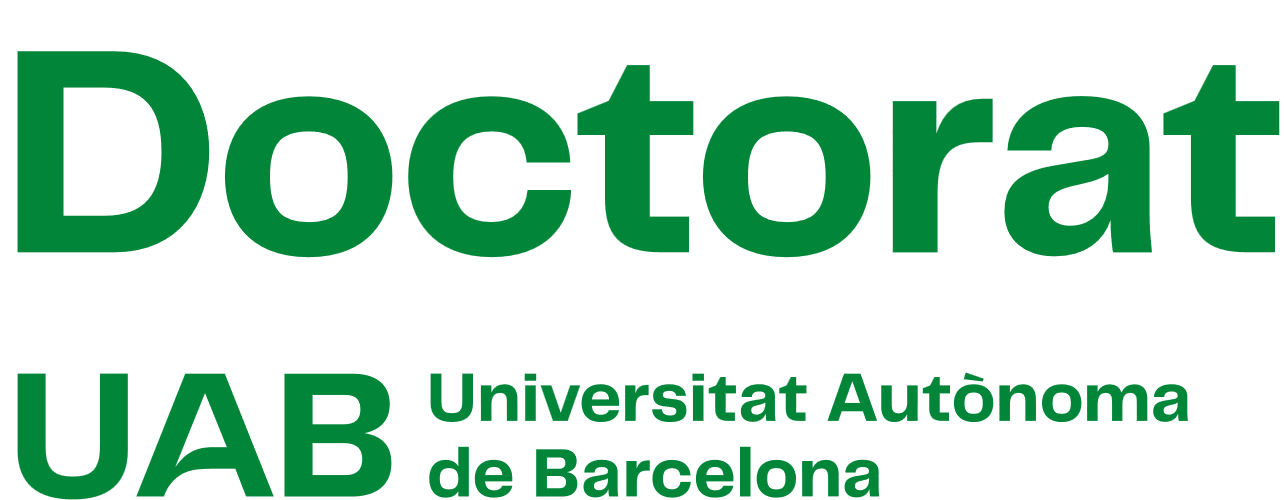 Doctorat
UAB
Universitat Autònoma
de Barcelona